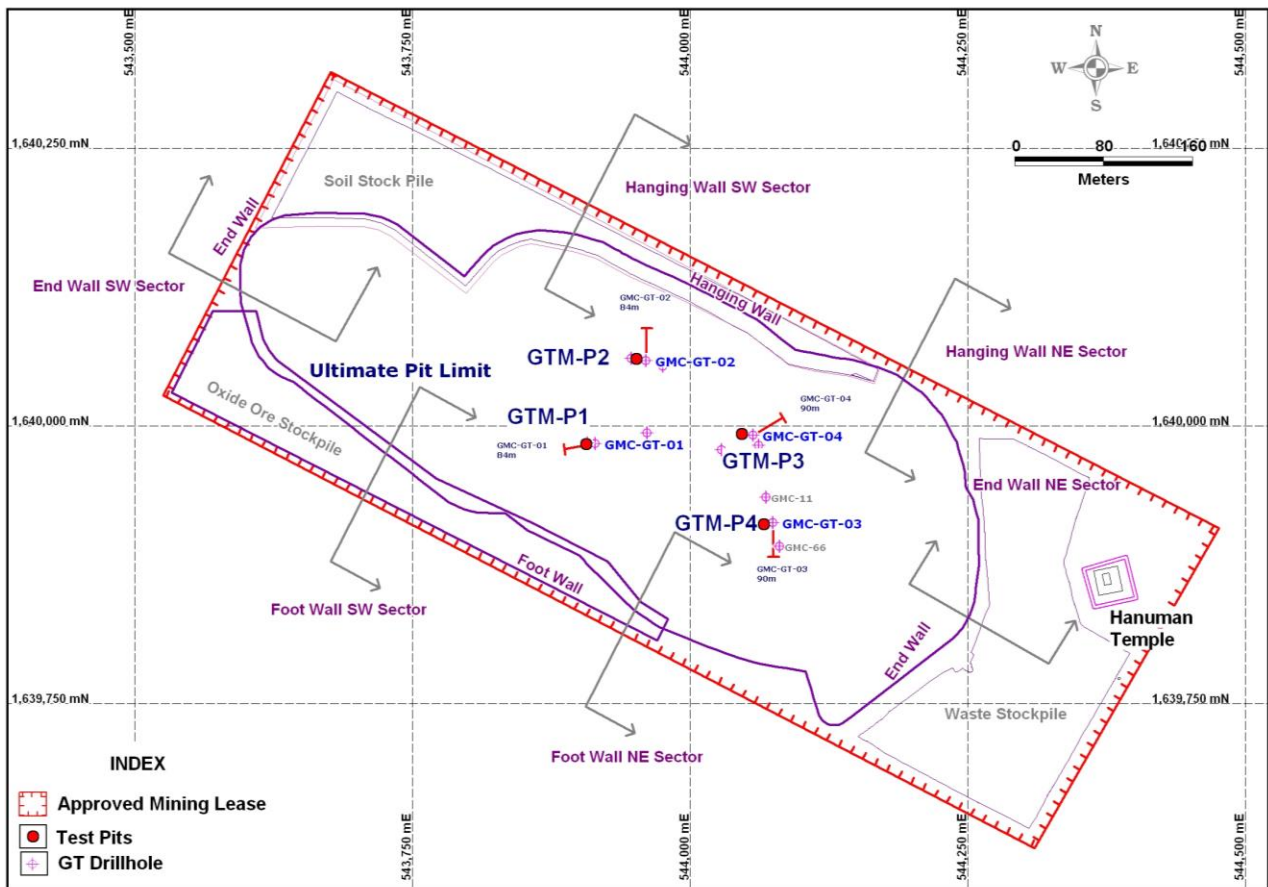 543,500 mE
543,750 mE
544,000 mE
544,250 mE
544,500 mE
N
W E
S
1,640,250 mN
0 80 160
Meters
Soil Stock Pile
Hanging Wall SW Sector
End Wall
End Wall SW Sector
Hanging Wall
GMC-GT-02
84m
Hanging Wall NE Sector
GTM-P2
GMC-GT-02
Ultimate Pit Limit
Oxide Ore Stockpile
GMC-GT-04
90m
GTM-P1
1,640,000 mN
1,640,000 mN
GMC-GT-01
84m
GMC-GT-01
GMC-GT-04
GTM-P3
End Wall NE Sector
GMC-11
GTM-P4
GMC-GT-03
GMC-66
GMC-GT-03
90m
Foot Wall
Foot Wall SW Sector
Hanuman
Temple
End Wall
1,639,750 mN
1,639,750 mN
Waste Stockpile
Foot Wall NE Sector
INDEX
Approved Mining Lease
Test Pits
GT Drillhole
543,750 mE
544,000 mE
544,250 mE
544,500 mE